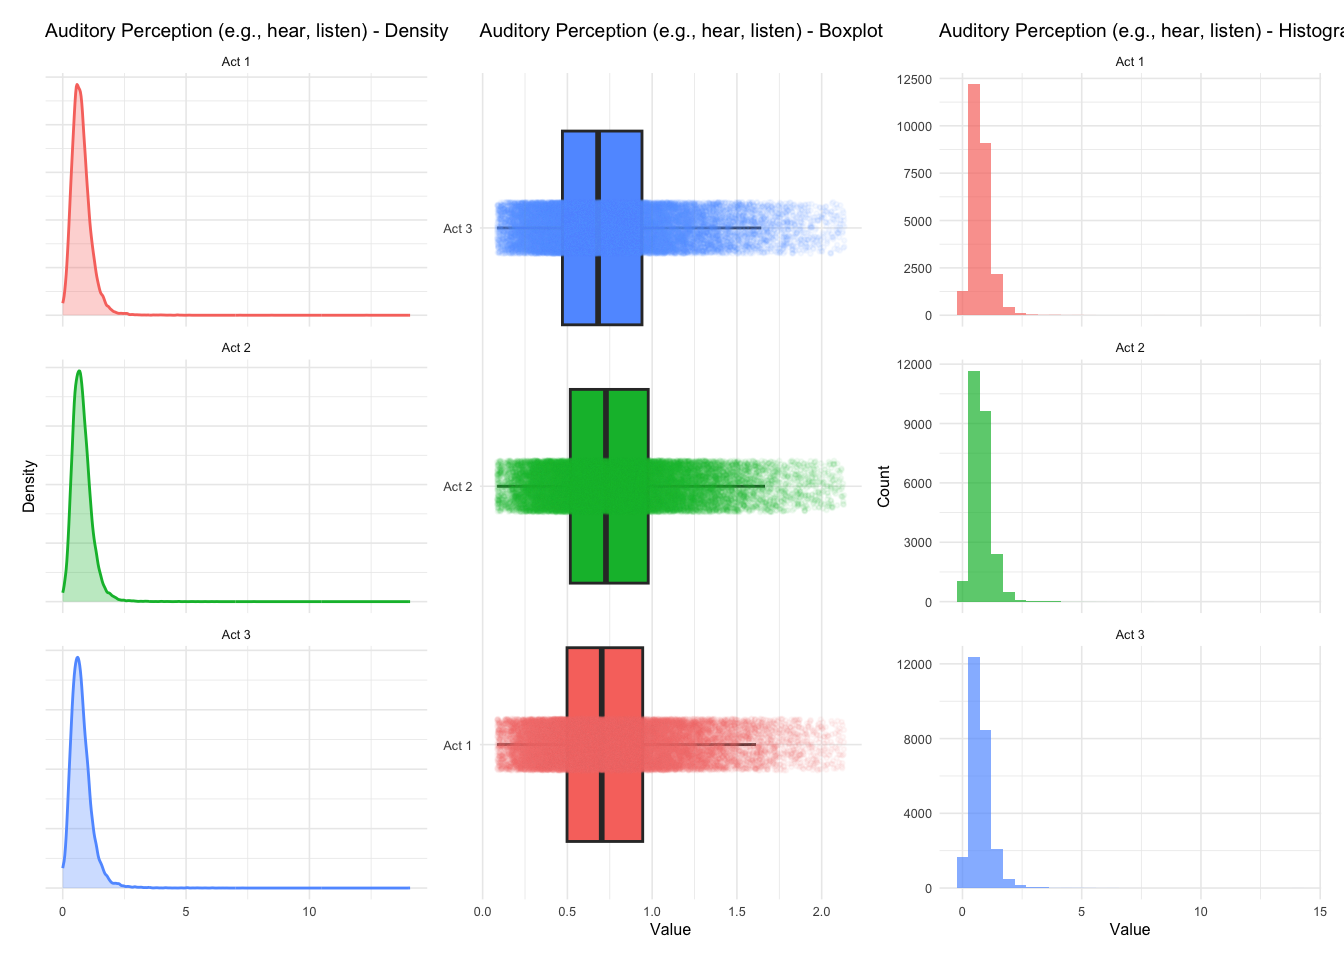 Auditory Perception (e.g., hear, listen) - Density
Act 1
Act 2
Density
Act 3
0 5 10
Auditory Perception (e.g., hear, listen) - Boxplot
Act 3
Act 2
Act 1
0.0 0.5 1.0 1.5 2.0
Value
Auditory Perception (e.g., hear, listen) - Histogra
Act 1
12500
10000
7500
5000
2500
0
Act 2
12000
9000
6000
3000
0
Count
Act 3
12000
8000
4000
0
0 5 10 15
Value